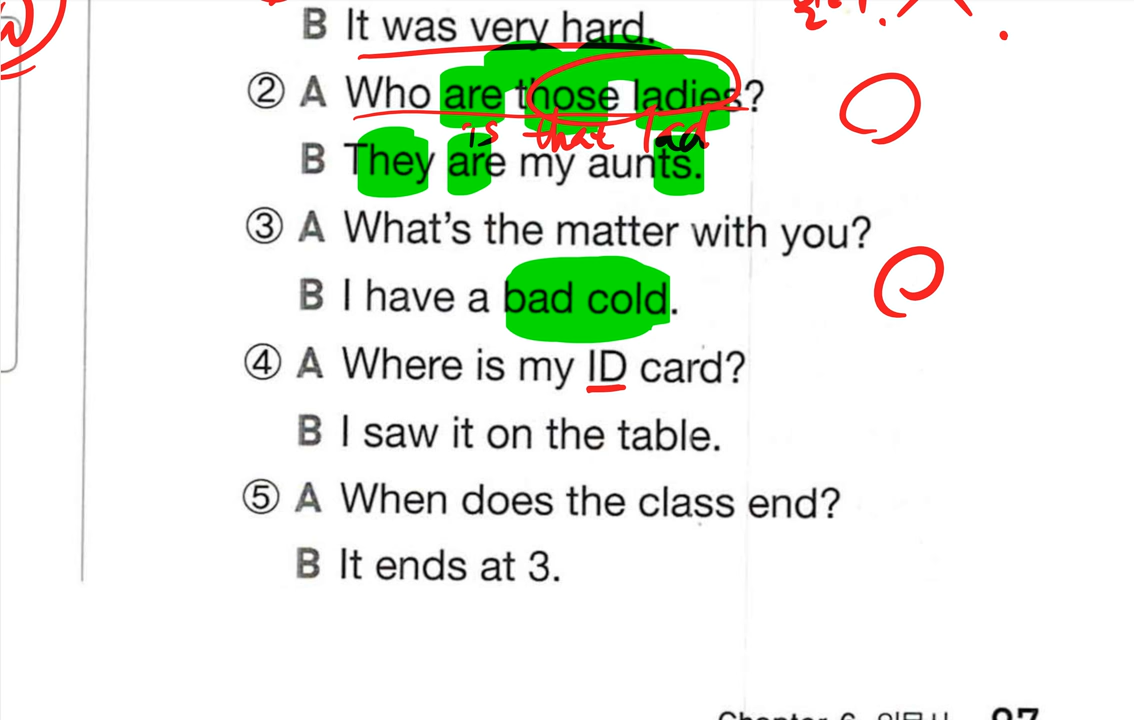 B It was very hard.
② A Who are those ladies?
is that lad
B They are my aunts.
③ A What's the matter with you?
B I have a bad cold.
④ A Where is my ID card?
B I saw it on the table.
⑤ A When does the class end?
B It ends at 3.